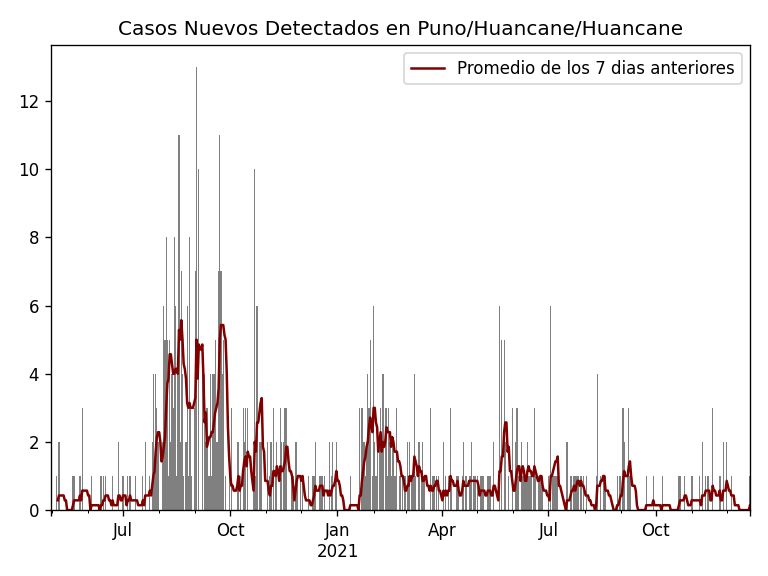 Casos Nuevos Detectados en Puno/Huancane/Huancane
Promedio de los 7 dias anteriores
12
10
8
6
4
2
0
Jul Oct Jan Apr Jul Oct
2021